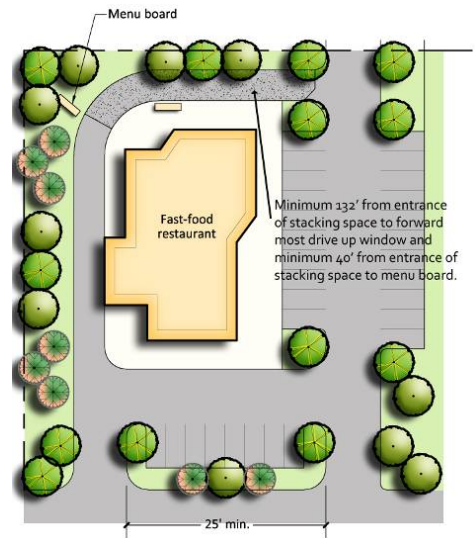 Menu board
Fast-food
restaurant
Minimum 132' from entrance
of stacking space to forward
most drive up window and
minimum 40' from entrance of
stacking space to menu board.
25' min.